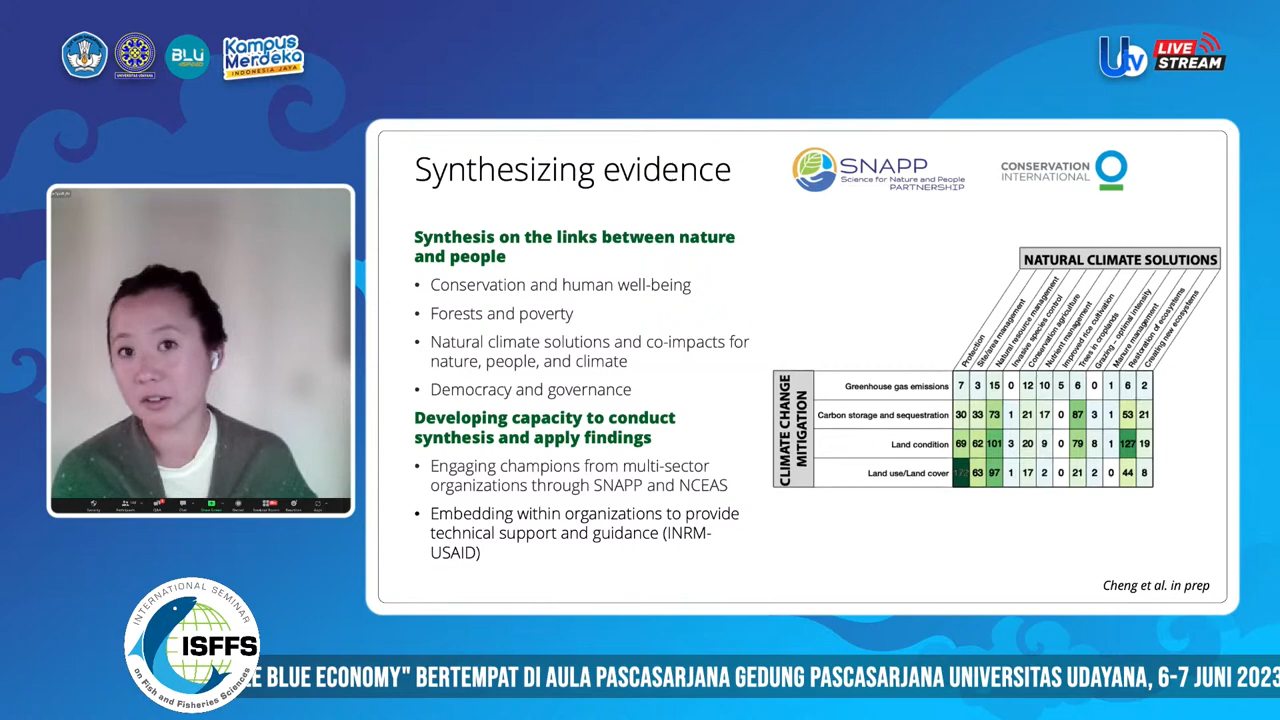 UNIVERSITAS UDAYANA
BLU
SPEED
Kampus
Merdeka
INDONESIA JAYA
Utv
LIVE
STREAM
Synthesizing evidence
SNAPP
Science for Nature and People
PARTNERSHIP
CONSERVATION
INTERNATIONAL
Synthesis on the links between nature
and people
• Conservation and human well-being
• Forests and poverty
• Natural climate solutions and co-impacts for
nature, people, and climate
• Democracy and governance
Developing capacity to conduct
synthesis and apply findings
• Engaging champions from multi-sector
organizations through SNAPP and NCEAS
• Embedding within organizations to provide
technical support and guidance (INRM-
USAID)
NATURAL CLIMATE SOLUTIONS
Protection
Site/area management
Natural resource management
Invasive species control
Conservation agriculture
Nutrient management
Improved rice cultivation
Trees in croplands
Grazing - optimal intensity
Manure management
Restoration of ecosystems
Creating new ecosystems
CLIMATE CHANGE
MITIGATION
Greenhouse gas emissions 7 3 15 0 12 10 5 6 0 1 6 2
Carbon storage and sequestration 30 33 73 1 21 17 0 87 3 1 53 21
Land condition 69 62 101 3 20 9 0 79 8 1 127 19
Land use/Land cover 63 97 1 17 2 0 21 2 0 44 8
Cheng et al. in prep
INTERNATIONAL SEMINAR
ISFFS
on Fish and Fisheries Sciences
E BLUE ECONOMY" BERTEMPAT DI AULA PASCASARJANA GEDUNG PASCASARJANA UNIVERSITAS UDAYANA, 6-7 JUNI 2023